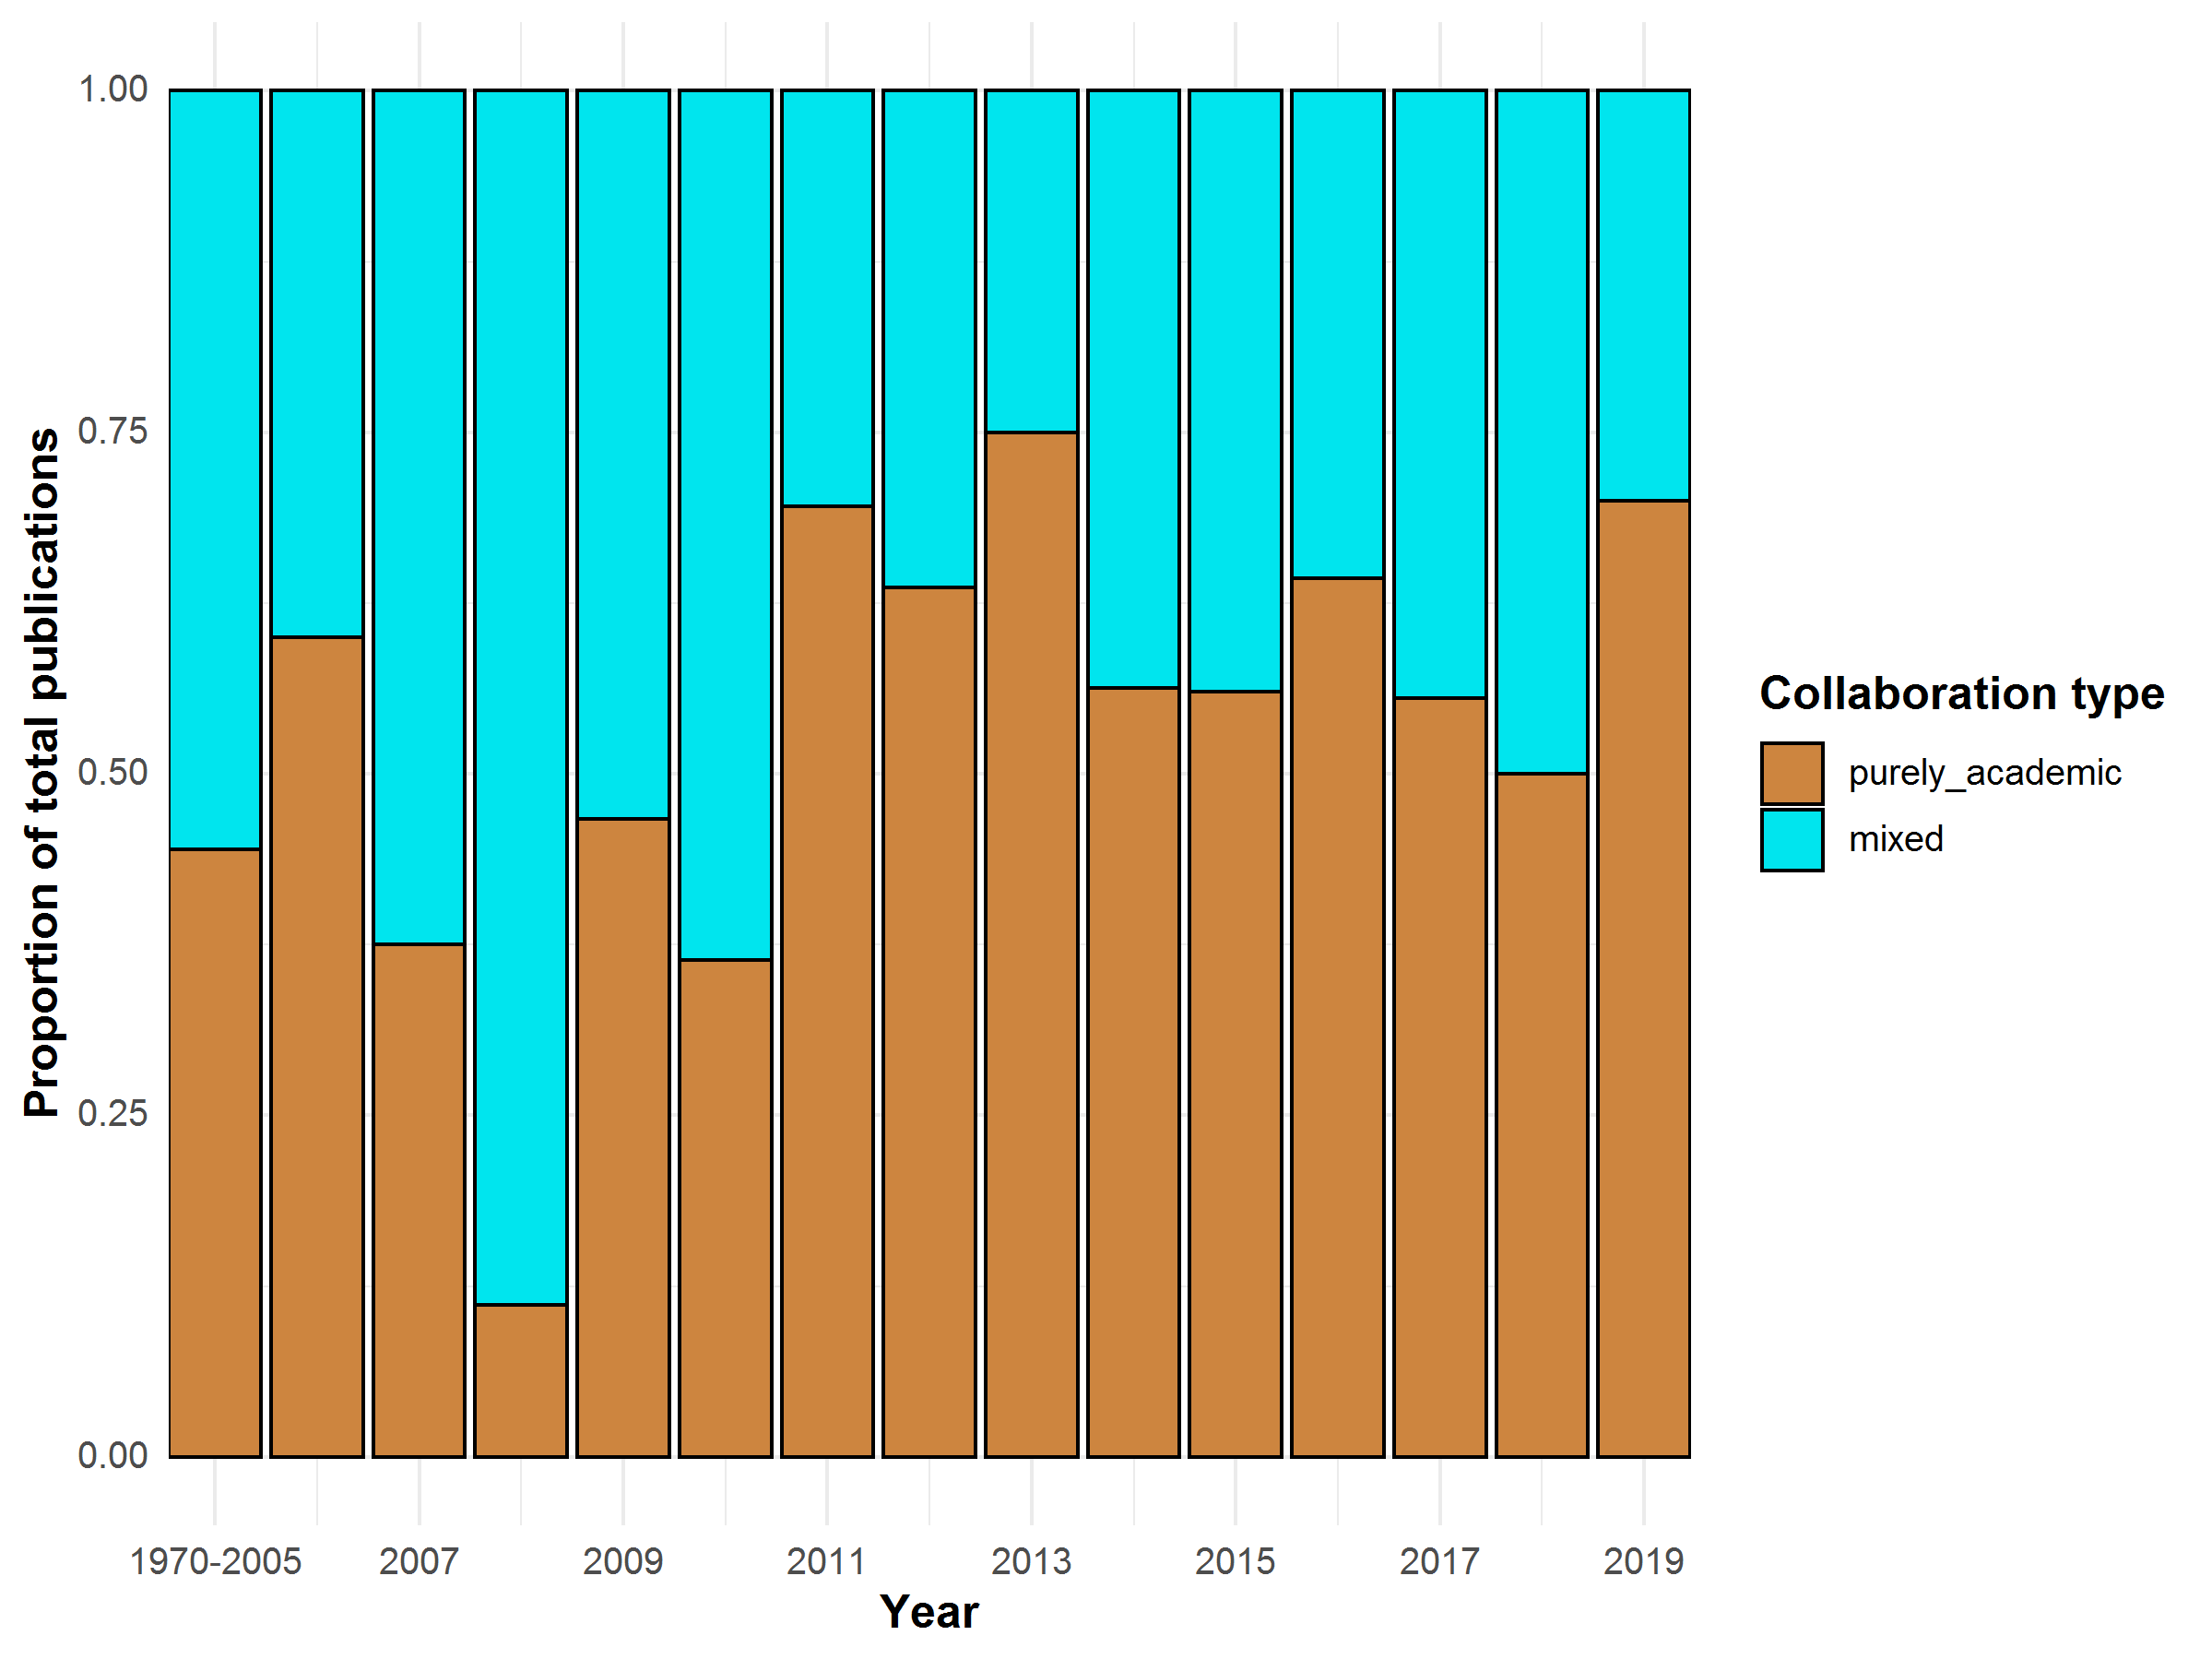 Proportion of total publications
1.00
0.75
0.50
0.25
0.00
1970-2005 2007 2009 2011 2013 2015 2017 2019
Year
Collaboration type
purely_academic
mixed